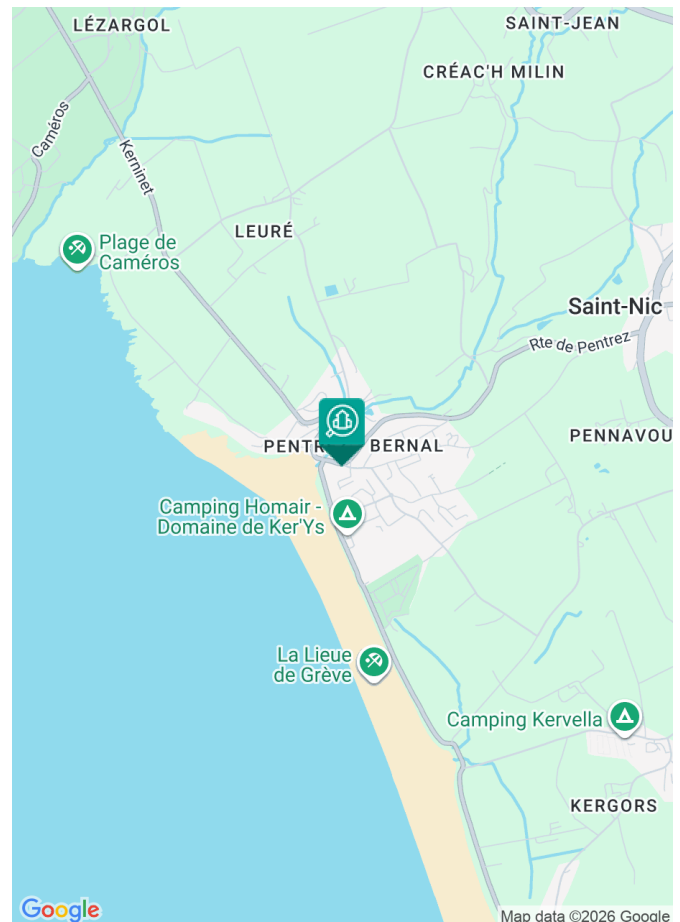 LÉZARGOL
SAINT-JEAN
CRÉAC'H MILIN
Caméros
Kerninet
LEURÉ
Plage de
Caméros
Saint-Nic
Rte de Pentrez
PENTR
BERNAL
PENNAVOU
Camping Homair -
Domaine de Ker'Ys
La Lieue
de Grève
Camping Kervella
KERGORS
Google
Map data ©2026 Google